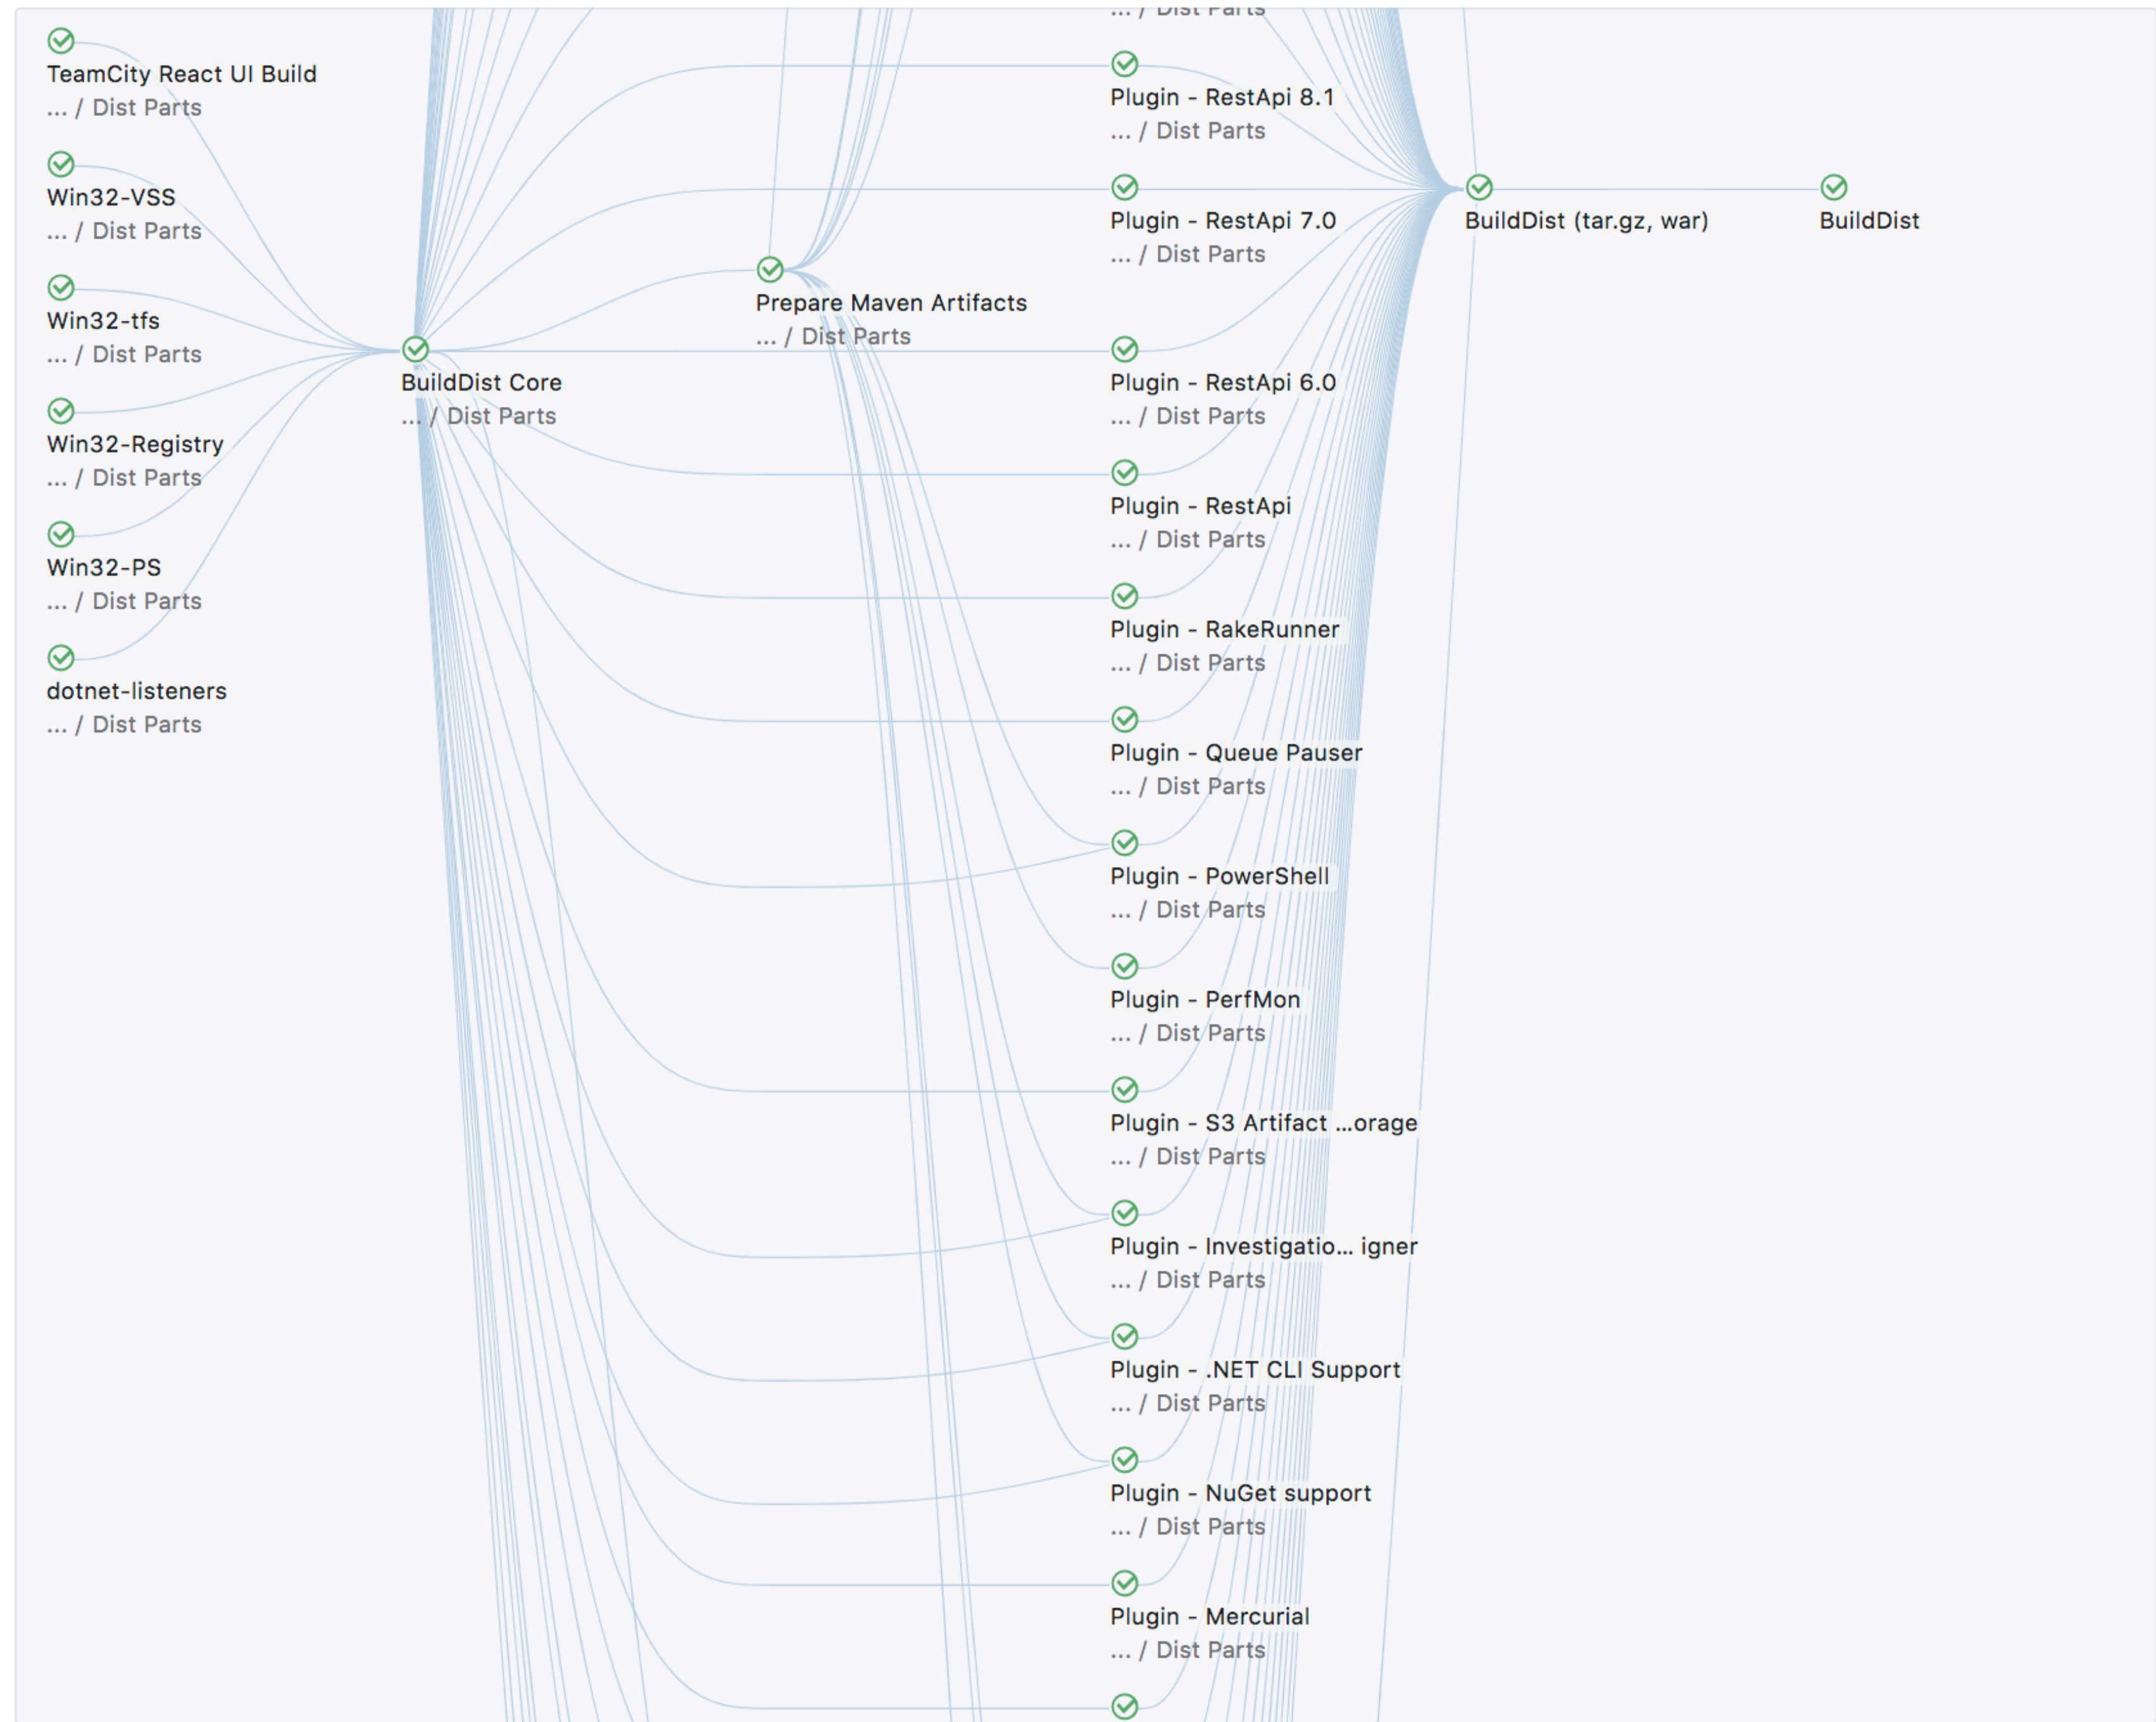 TeamCity React UI Build
... / Dist Parts
Win32-VSS
... / Dist Parts
Win32-tfs
... / Dist Parts
Win32-Registry
... / Dist Parts
Win32-PS
... / Dist Parts
dotnet-listeners
... / Dist Parts
BuildDist Core
... / Dist Parts
Prepare Maven Artifacts
... / Dist Parts
... / Dist Parts
Plugin - RestApi 8.1
... / Dist Parts
Plugin - RestApi 7.0
... / Dist Parts
Plugin - RestApi 6.0
... / Dist Parts
Plugin - RestApi
... / Dist Parts
Plugin - RakeRunner
... / Dist Parts
Plugin - Queue Pauser
... / Dist Parts
Plugin - PowerShell
... / Dist Parts
Plugin - PerfMon
... / Dist Parts
Plugin - S3 Artifact ...orage
... / Dist Parts
Plugin - Investigatio... igner
... / Dist Parts
Plugin - .NET CLI Support
... / Dist Parts
Plugin - NuGet support
... / Dist Parts
Plugin - Mercurial
... / Dist Parts
BuildDist (tar.gz, war)
BuildDist